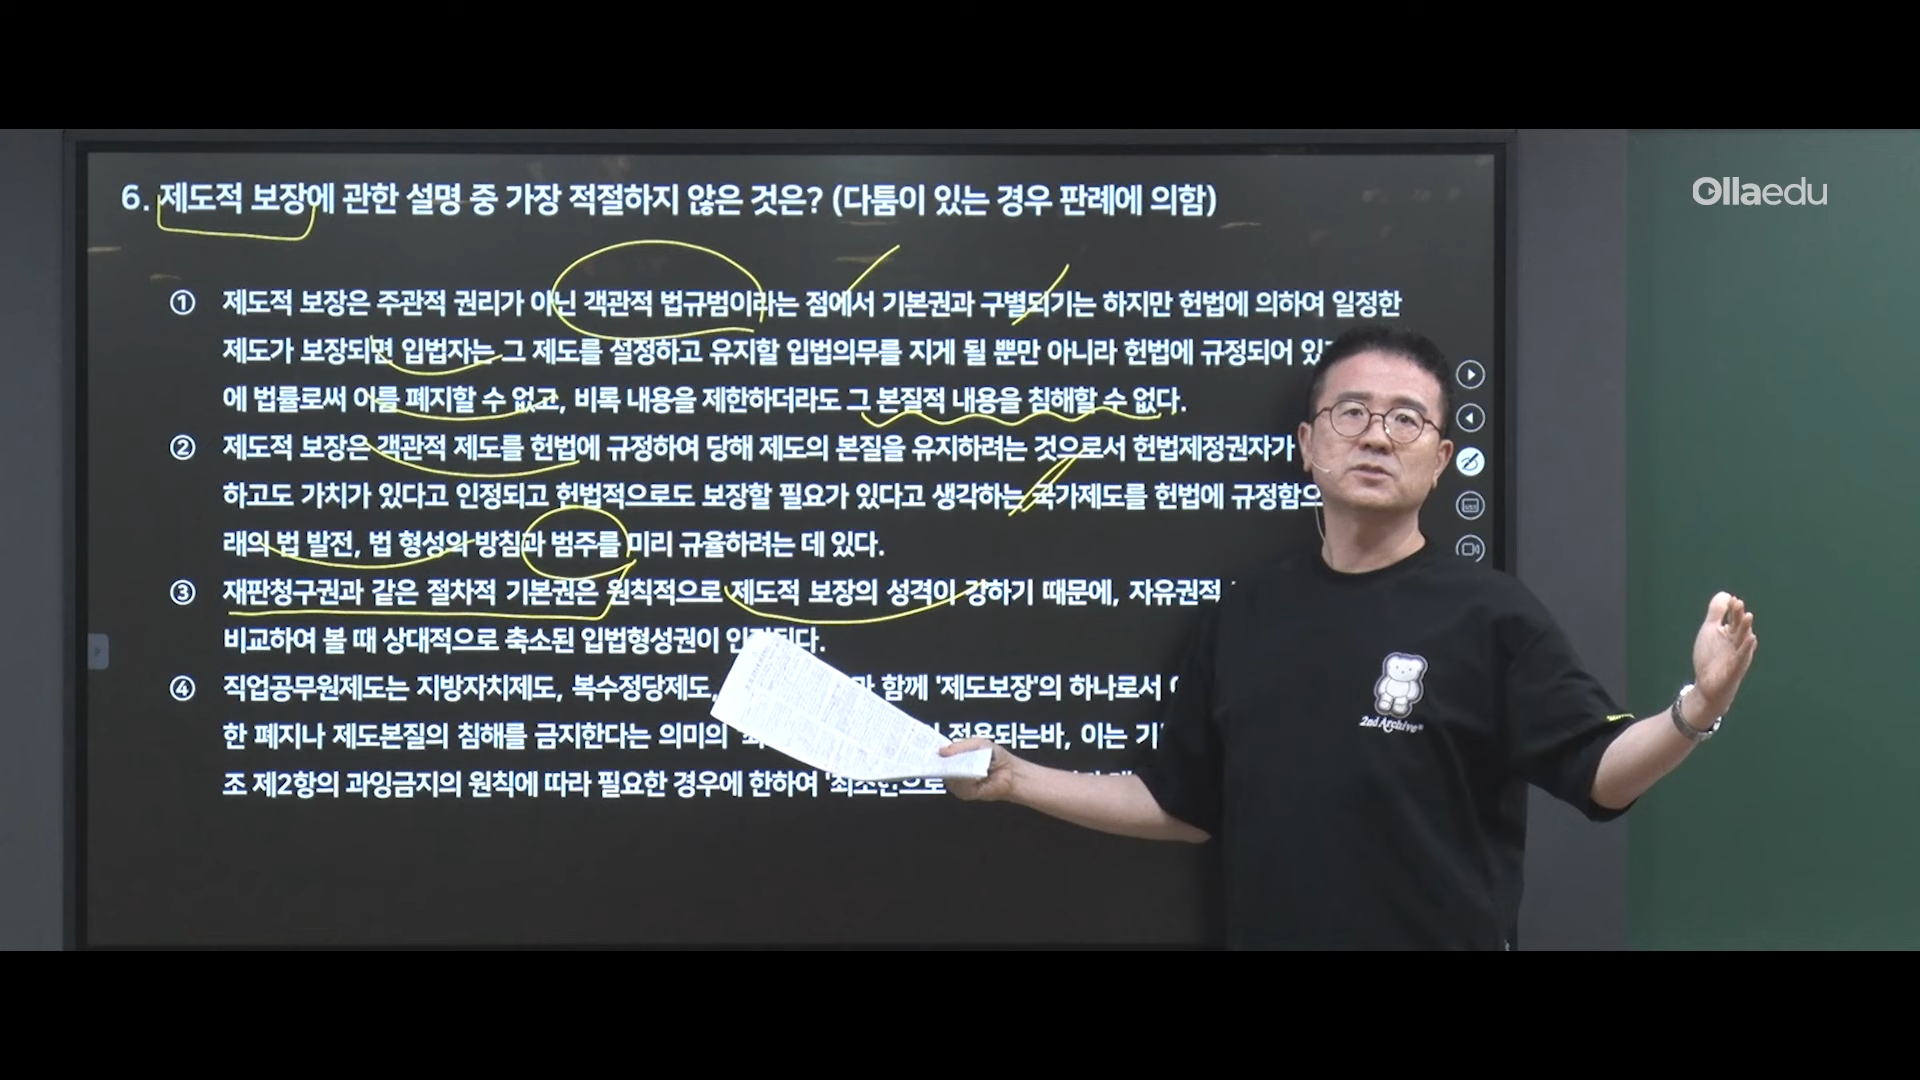 Ollaedu
6. 제도적 보장에 관한 설명 중 가장 적절하지 않은 것은? (다툼이 있는 경우 판례에 의함)
① 제도적 보장은 주관적 권리가 아닌 객관적 법규범이라는 점에서 기본권과 구별되기는 하지만 헌법에 의하여 일정한
제도가 보장되면 입법자는 그 제도를 설정하고 유지할 입법의무를 지게 될 뿐만 아니라 헌법에 규정되어
에 법률로써 이를 폐지할 수 없고, 비록 내용을 제한하더라도 그 본질적 내용을 침해할 수 없다.
② 제도적 보장은 객관적 제도를 헌법에 규정하여 당해 제도의 본질을 유지하려는 것으로서 헌법제정권자가
하고도 가치가 있다고 인정되고 헌법적으로도 보장할 필요가 있다고 생각하는 국가제도를 헌법에
래의 법 발전, 법 형성의 방침과 범주를 미리 규율하려는 데 있다.
③ 재판청구권과 같은 절차적 기본권은 원칙적으로 제도적 보장의 성격이 강하기 때문에, 자유권적
비교하여 볼 때 상대적으로 축소된 입법형성권이
④ 직업공무원제도는 지방자치제도, 복수정당제도, 함께 '제도보장'의 하나로서
한 폐지나 제도본질의 침해를 금지한다는 의미의 적용되는바, 이는
조 제2항의 과잉금지의 원칙에 따라 필요한 경우에 한하여
2nd Archive